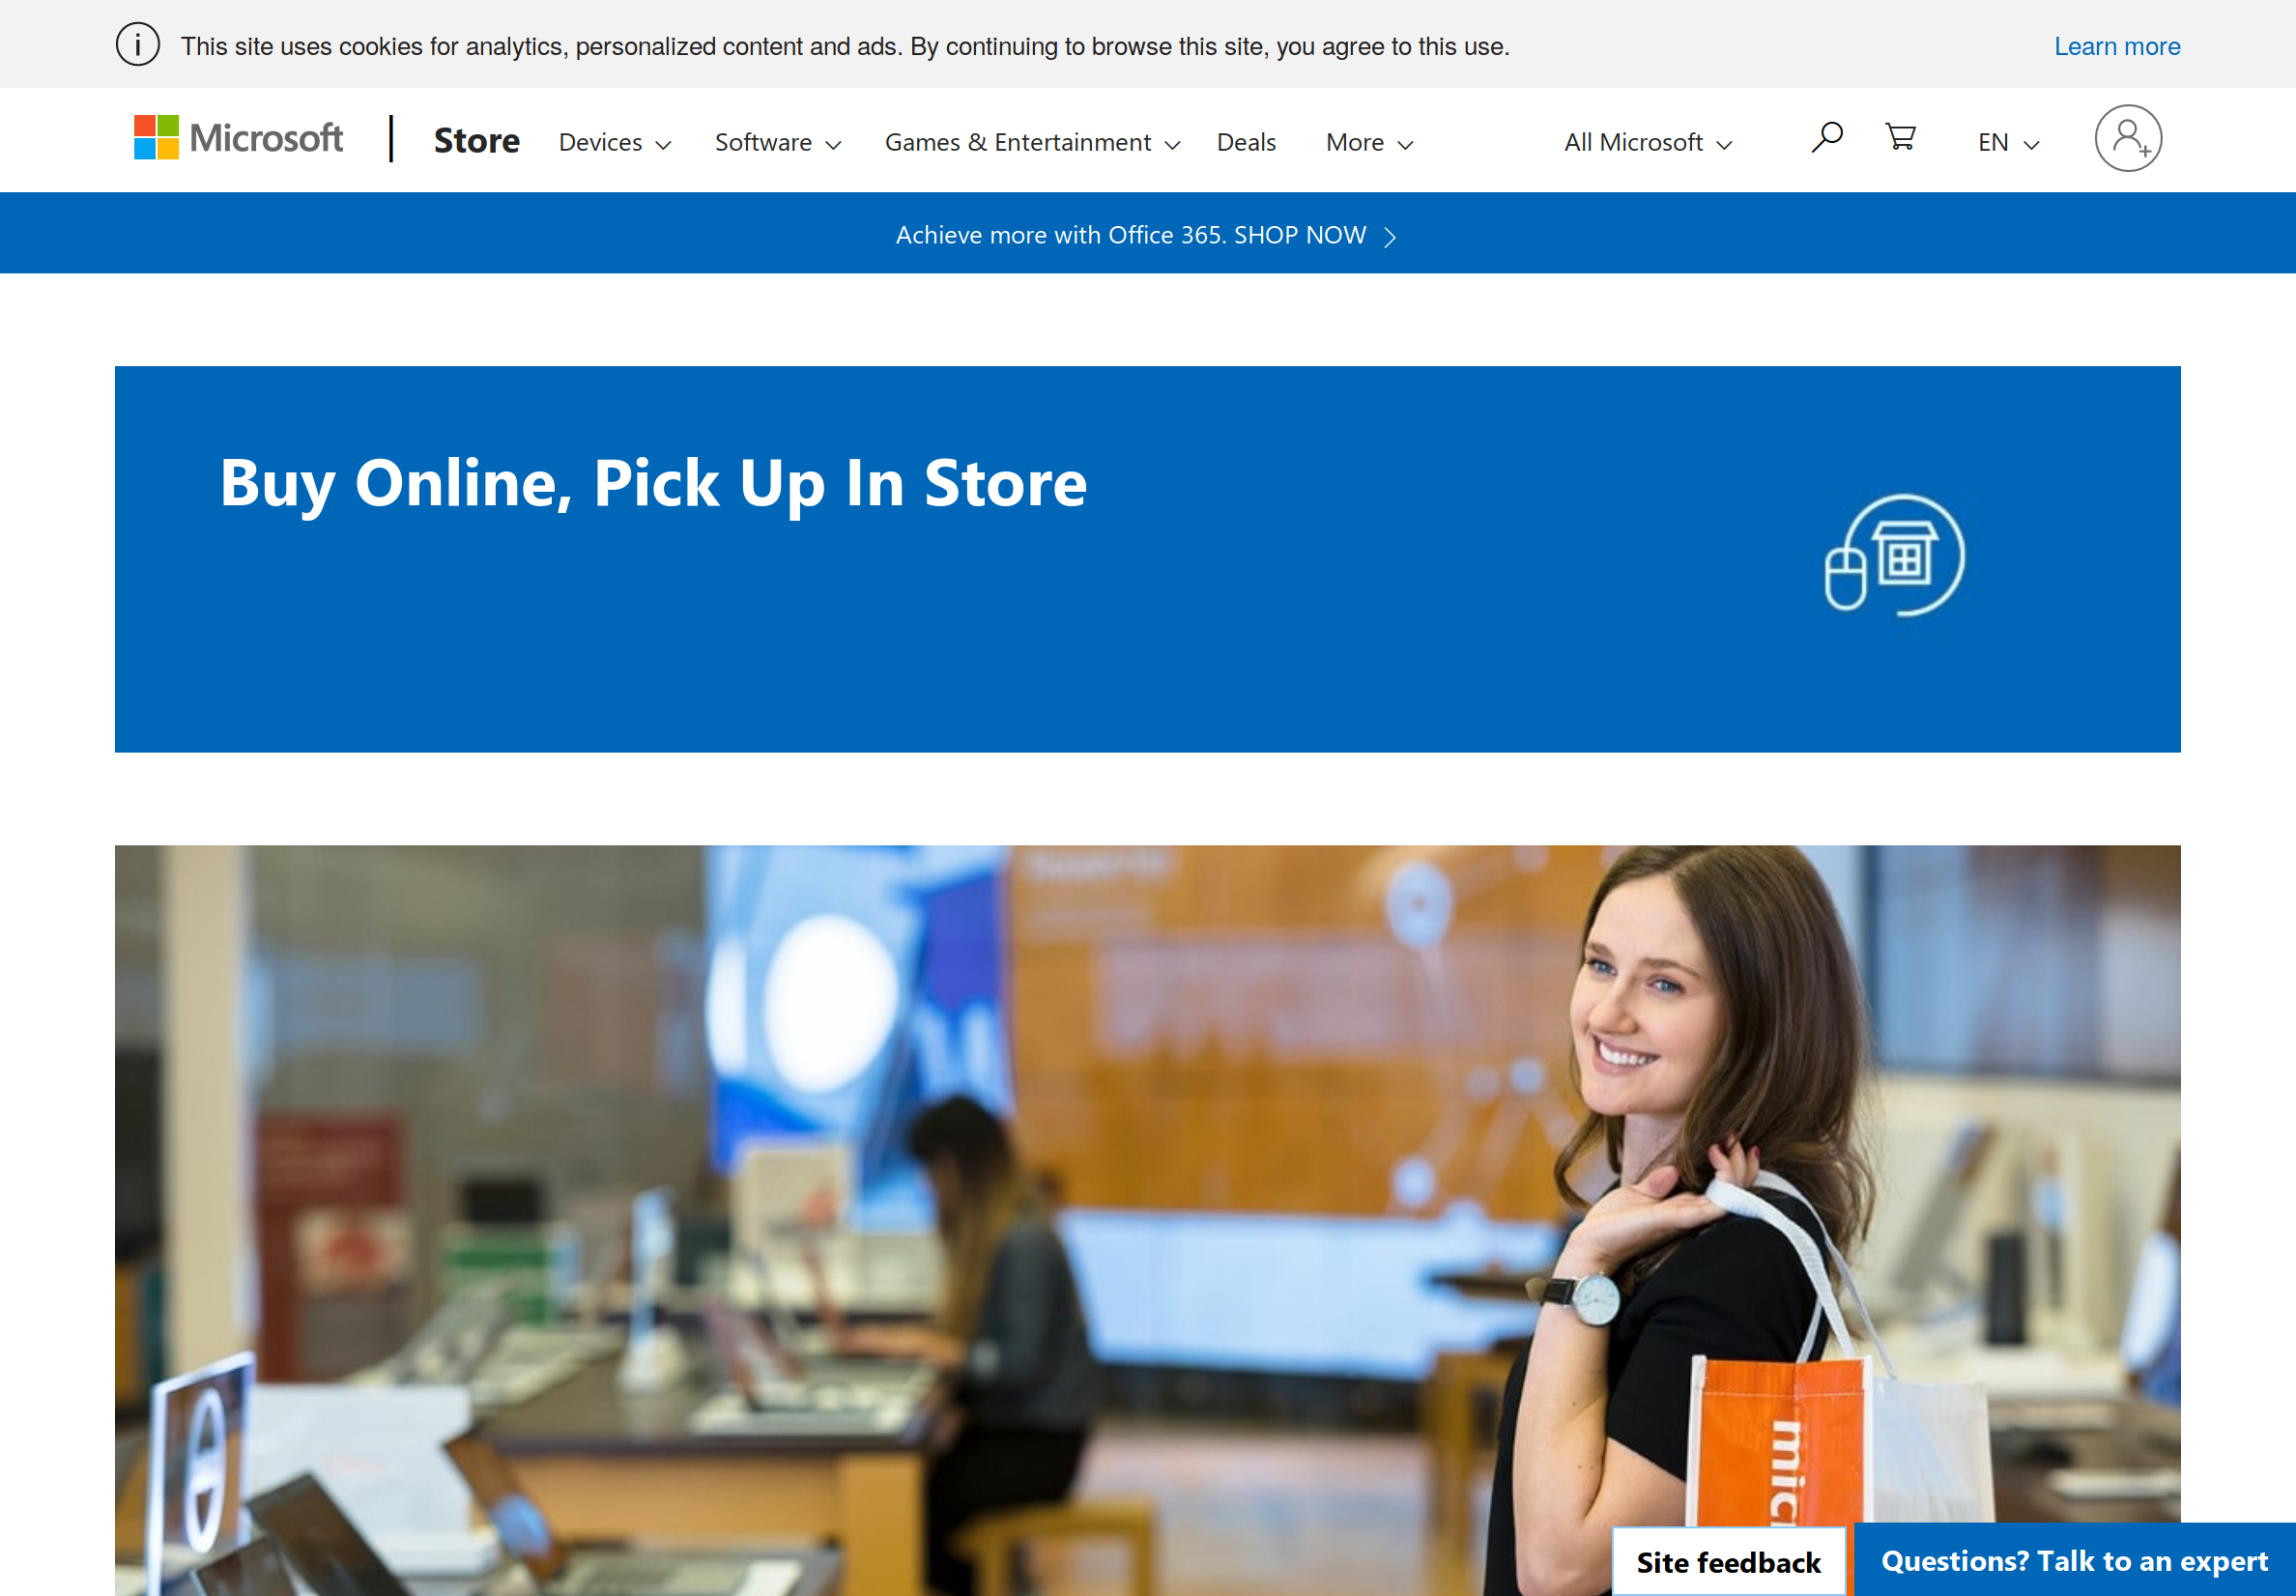 This site uses cookies for analytics, personalized content and ads. By continuing to browse this site, you agree to this use.
Learn more
Microsoft
Store
Devices
Software
Games & Entertainment
Deals
More
All Microsoft
EN
Achieve more with Office 365. SHOP NOW
Buy Online, Pick Up In Store
micr
Site feedback
Questions? Talk to an expert